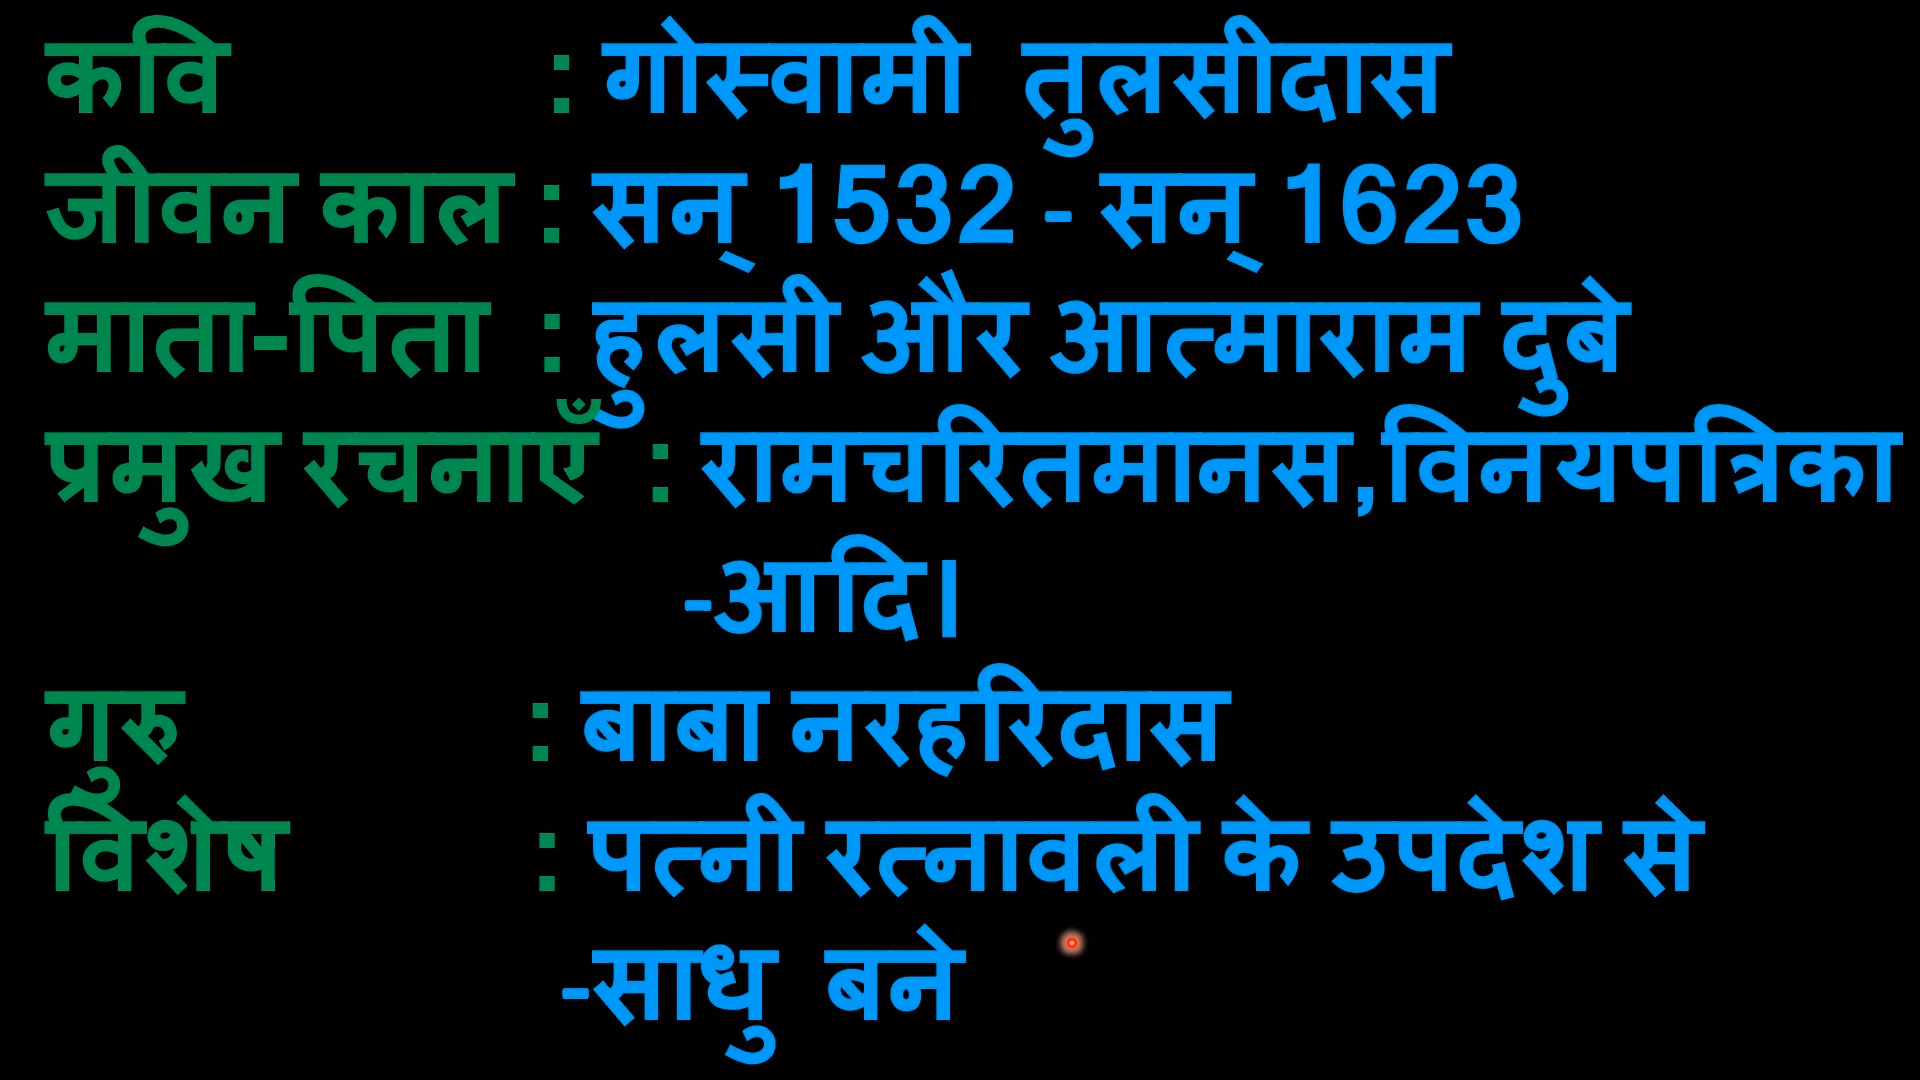 कवि : गोस्वामी तुलसीदास
जीवन काल : सन् 1532 - सन् 1623
माता-पिता : हुलसी और आत्माराम दुबे
प्रमुख रचनाएँ : रामचरितमानस,विनयपत्रिका
-आदि।
गुरु : बाबा नरहरिदास
विशेष : पत्नी रत्नावली के उपदेश से
-साधु बने